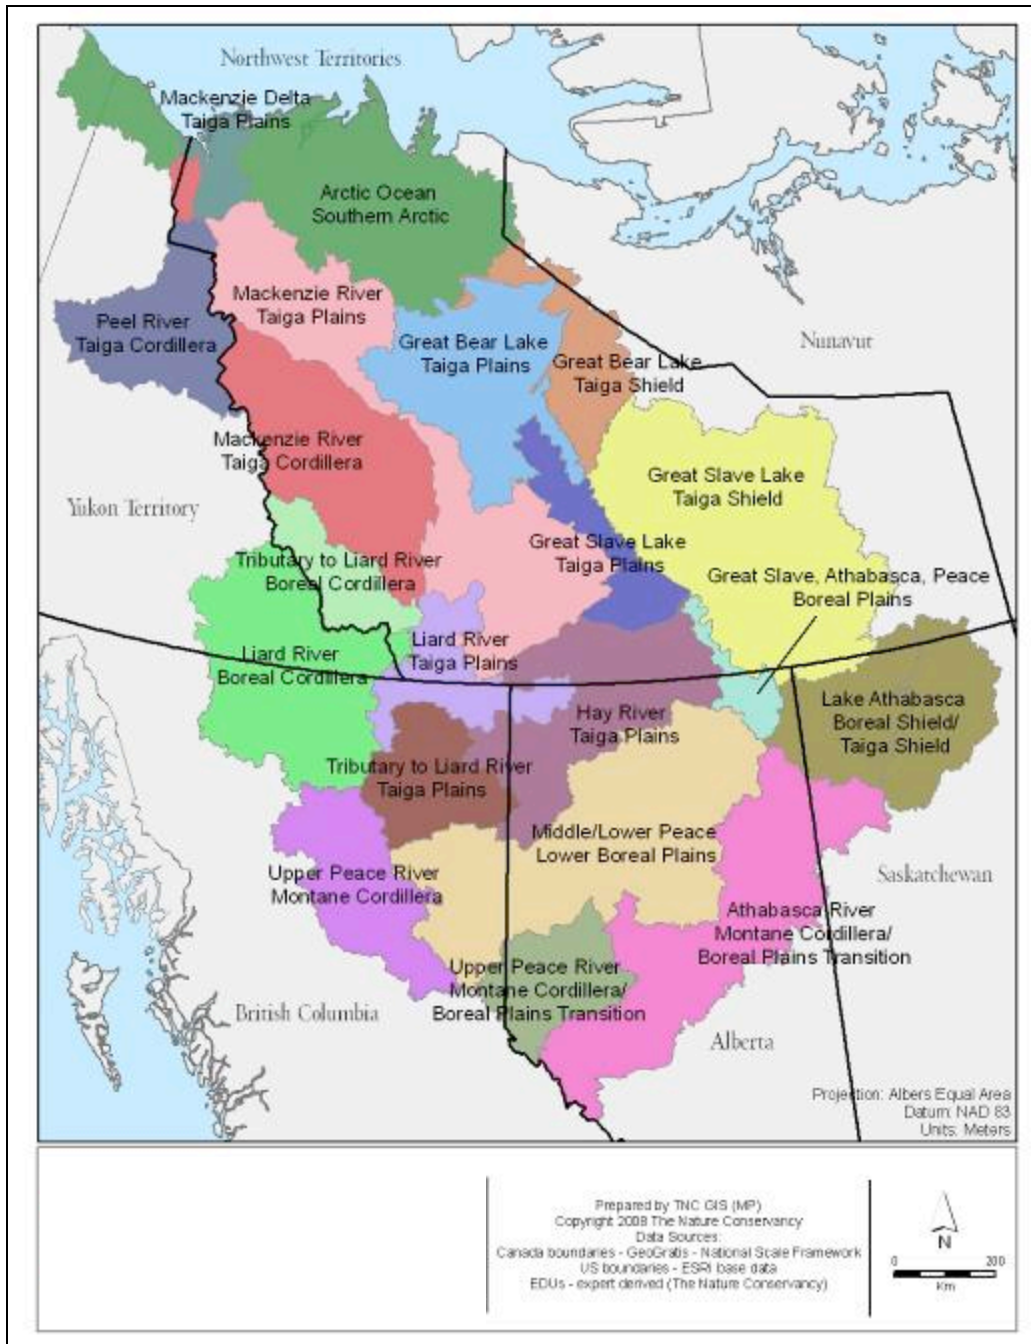 Northwest Territories
Mackenzie Delta
Taiga Plains
Arctic Ocean
Southern Arctic
Mackenzie River
Taiga Plains
Peel River
Taiga Cordillera
Great Bear Lake
Taiga Plains
Great Bear Lake
Taiga Shield
Nunavut
Mackenzie River
Taiga Cordillera
Great Slave Lake
Taiga Shield
Yukon Territory
Great Slave Lake
Taiga Plains
Tributary to Liard River
Boreal Cordillera
Great Slave, Athabasca, Peace
Boreal Plains
Liard River
Taiga Plains
Liard River
Boreal Cordillera
Lake Athabasca
Boreal Shield/
Taiga Shield
Hay River
Taiga Plains
Tributary to Liard River
Taiga Plains
Middle/Lower Peace
Lower Boreal Plains
Upper Peace River
Montane Cordillera
Saskatchewan
Athabasca River
Montane Cordillera/
Boreal Plains Transition
Upper Peace River
Montane Cordillera/
Boreal Plains Transition
British Columbia
Alberta
Projection: Albers Equal Area
Datum: NAD 83
Units: Meters
Prepared by TNC GIS (MP)
Copyright 2008 The Nature Conservancy
Data Sources:
Canada boundaries - GeoGratis - National Scale Framework
US boundaries - ESRI base data
EDUs - expert derived (The Nature Conservancy)
N
0 200
Km